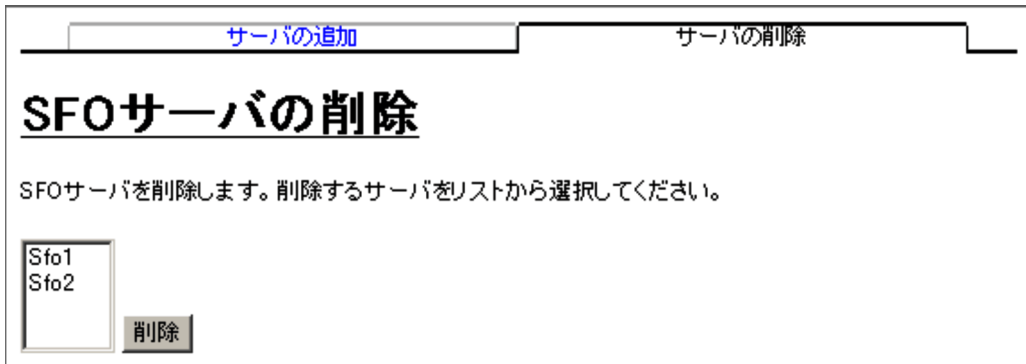 サーバの追加
サーバの削除
SFOサーバの削除
SFOサーバを削除します。削除するサーバをリストから選択してください。
Sfo1
Sfo2
削除